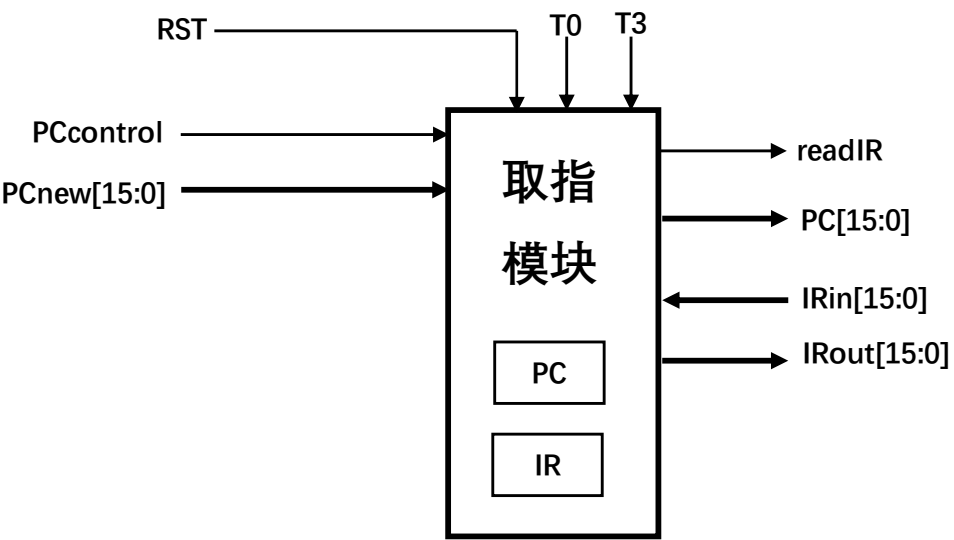 RST
T0
T3
PCcontrol
PCnew[15:0]
取指
模块
PC
IR
readIR
PC[15:0]
IRin[15:0]
IRout[15:0]